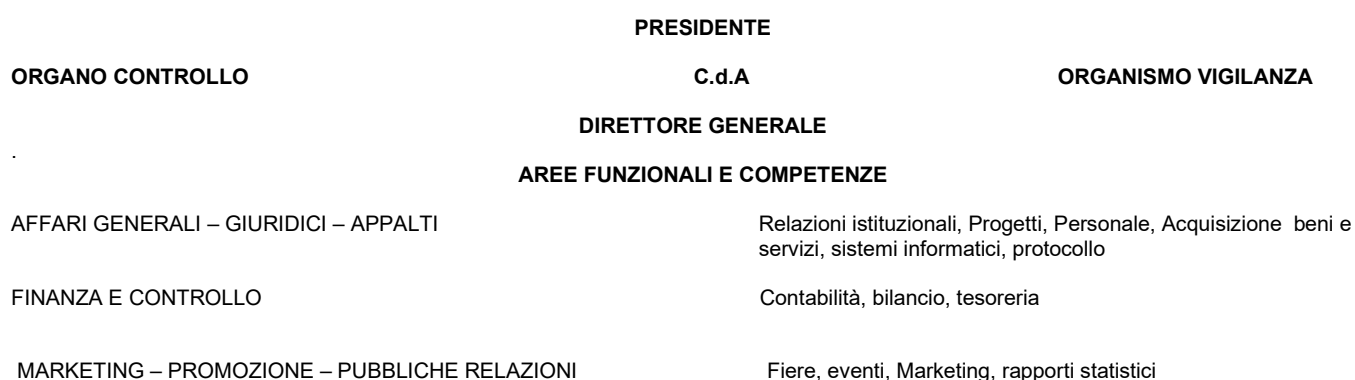 PRESIDENTE
ORGANO CONTROLLO C.d.A ORGANISMO VIGILANZA
DIRETTORE GENERALE
.
AREE FUNZIONALI E COMPETENZE
AFFARI GENERALI – GIURIDICI – APPALTI Relazioni istituzionali, Progetti, Personale, Acquisizione beni e
servizi, sistemi informatici, protocollo
FINANZA E CONTROLLO Contabilità, bilancio, tesoreria
MARKETING – PROMOZIONE – PUBBLICHE RELAZIONI Fiere, eventi, Marketing, rapporti statistici